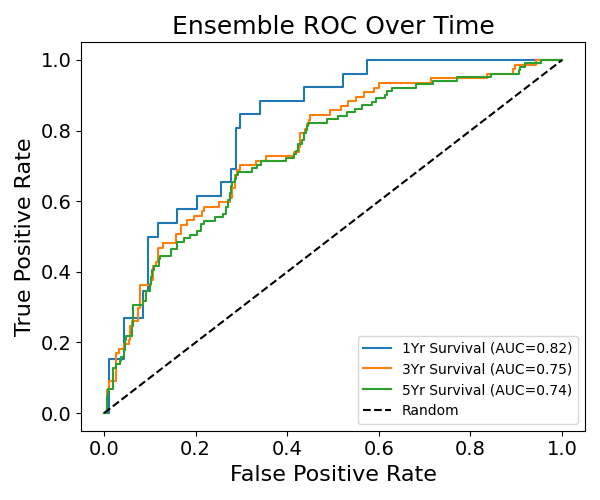 Ensemble ROC Over Time
True Positive Rate
1.0
0.8
0.6
0.4
0.2
0.0
0.0 0.2 0.4 0.6 0.8 1.0
False Positive Rate
1Yr Survival (AUC=0.82)
3Yr Survival (AUC=0.75)
5Yr Survival (AUC=0.74)
Random